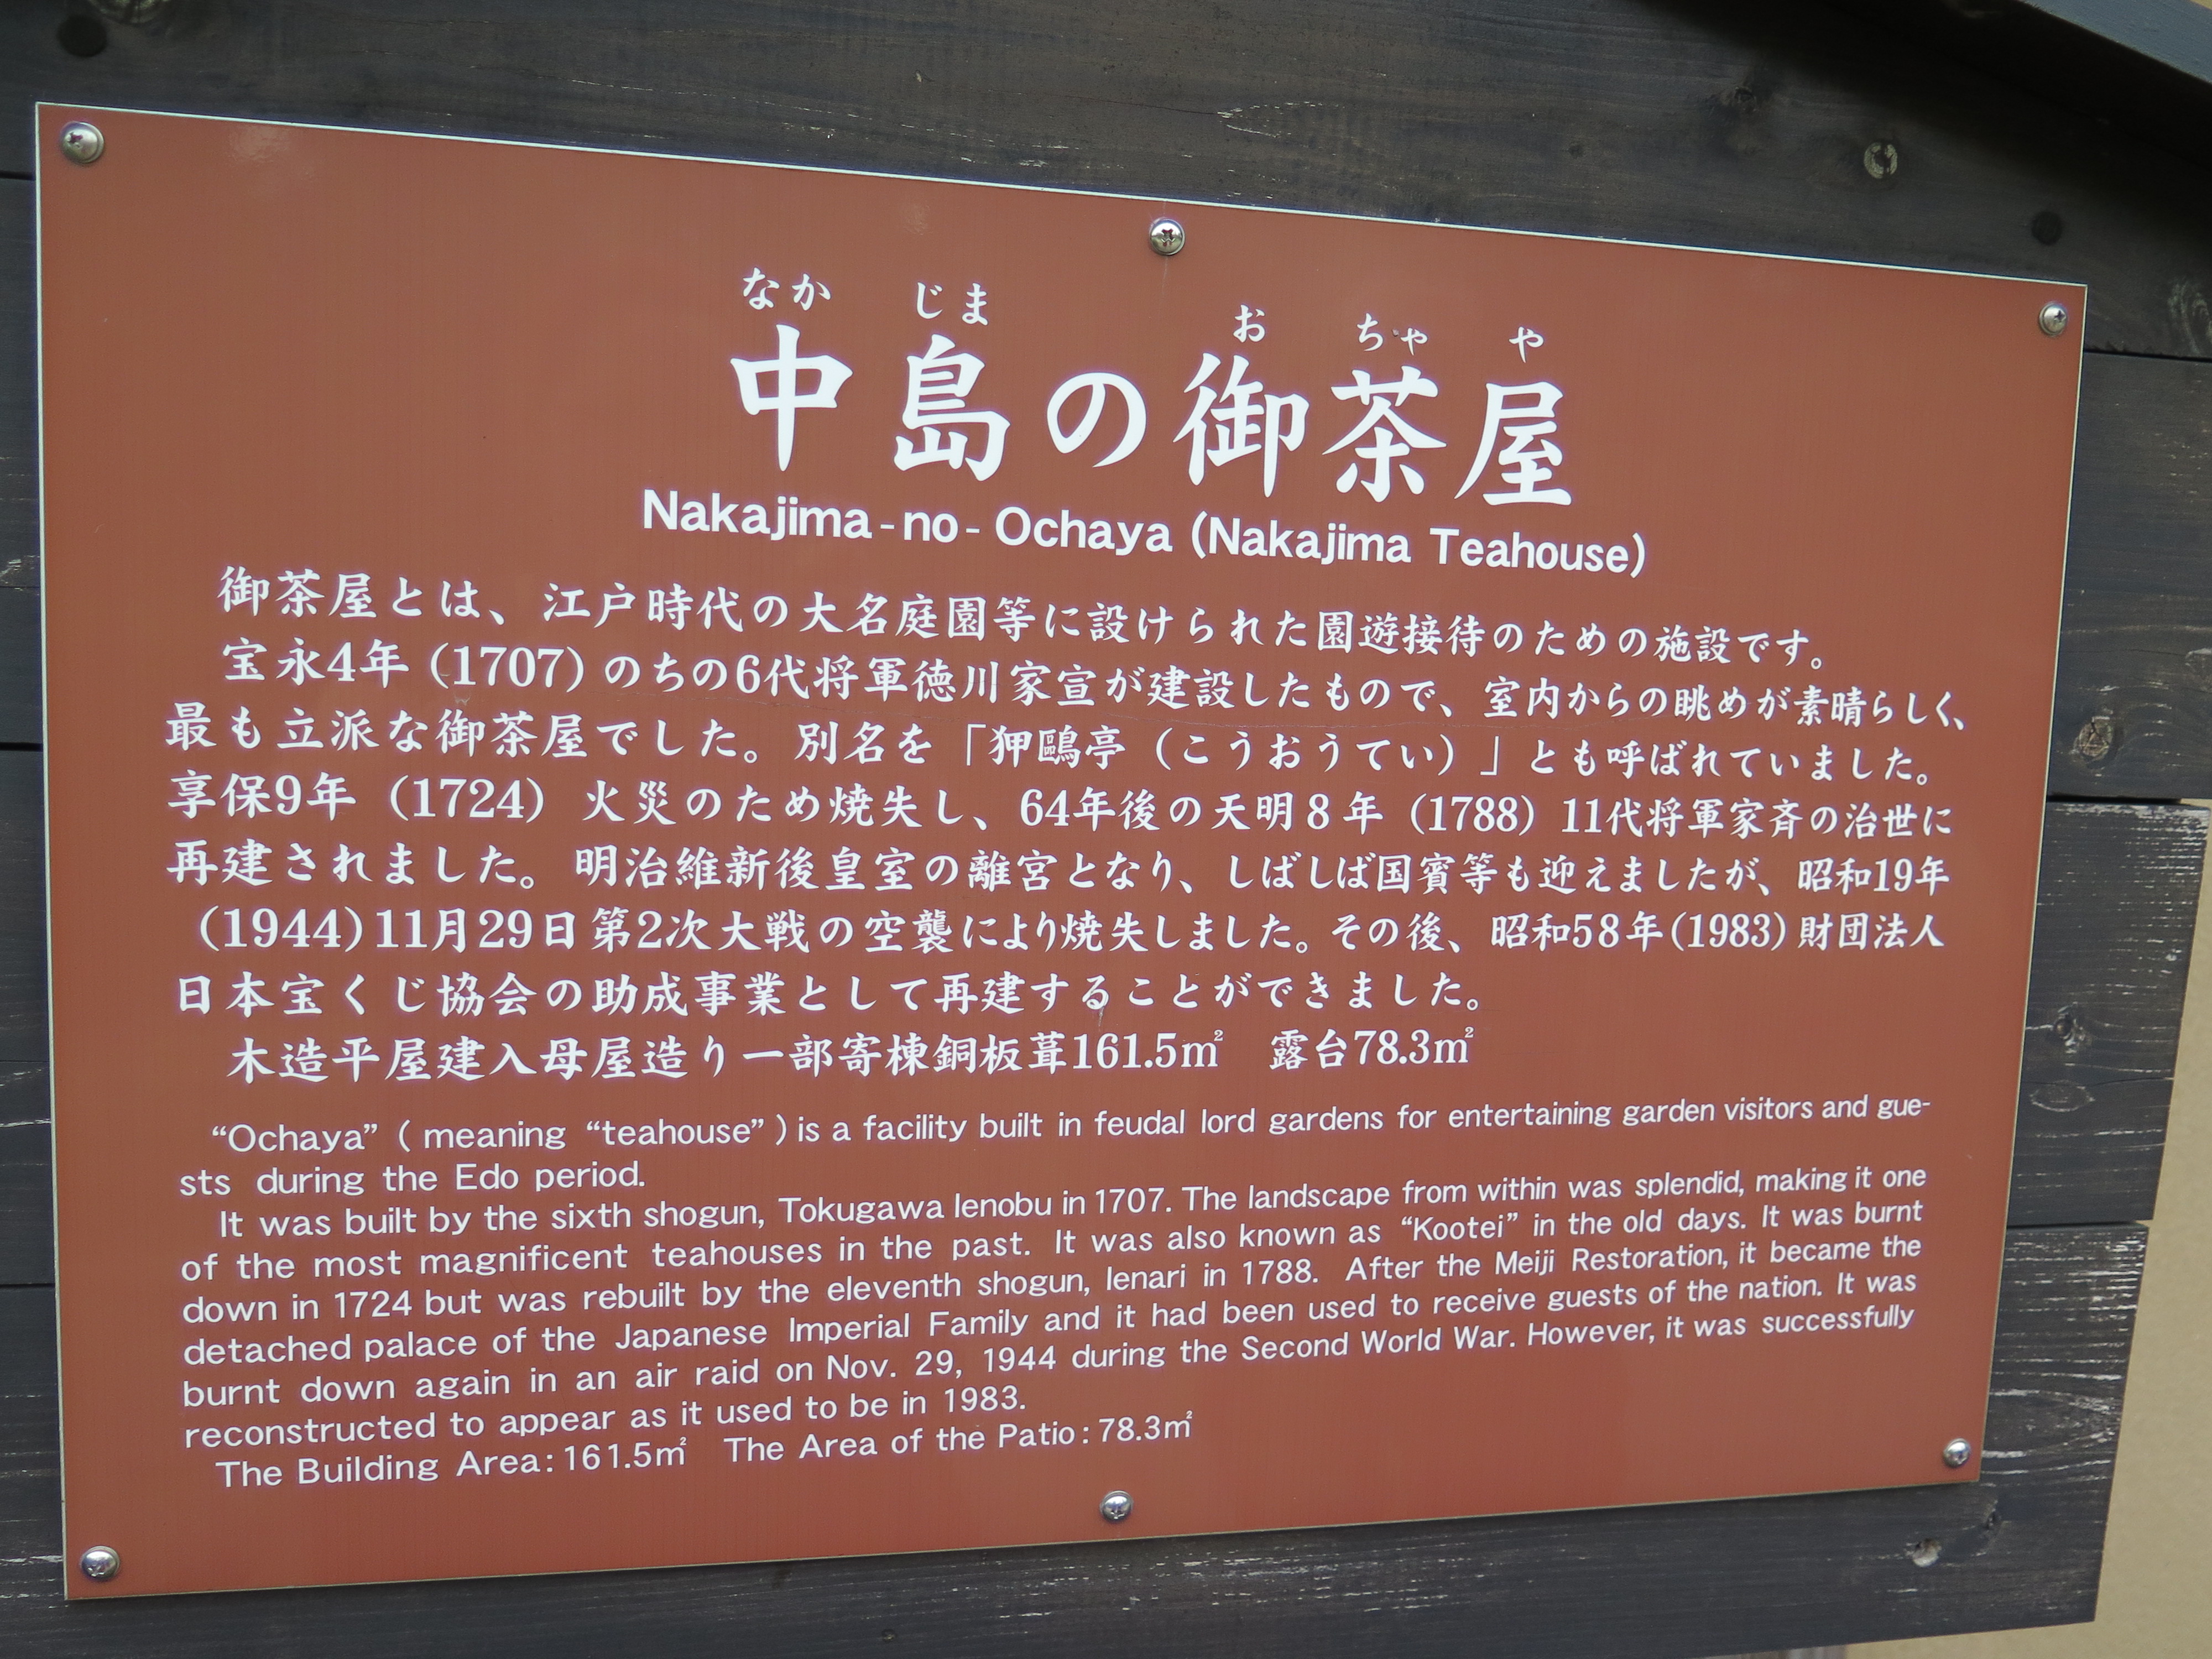 なか じま お ちゃ や
中島の御茶屋
Nakajima-no-Ochaya (Nakajima Teahouse)
御茶屋とは、江戸時代の大名庭園等に設けられた園遊接待のための施設です。
宝永4年(1707)のちの6代将軍徳川家宣が建設したもので、室内からの眺めが素晴らしく、
最も立派な御茶屋でした。別名を「狎鷗亭(こうおうてい)」とも呼ばれていました。
享保9年(1724)火災のため焼失し、64年後の天明8年(1788)11代将軍家斉の治世に
再建されました。明治維新後皇室の離宮となり、しばしば国賓等も迎えましたが、昭和19年
(1944)11月29日第2次大戦の空襲により焼失しました。その後、昭和58年(1983)財団法人
日本宝くじ協会の助成事業として再建することができました。
木造平屋建入母屋造り一部寄棟銅板葺161.5㎡　露台78.3㎡
“Ochaya” ( meaning “teahouse” ) is a facility built in feudal lord gardens for entertaining garden visitors and gue-
sts during the Edo period.
It was built by the sixth shogun, Tokugawa Ienobu in 1707. The landscape from within was splendid, making it one
of the most magnificent teahouses in the past. It was also known as “Kootei” in the old days. It was burnt
down in 1724 but was rebuilt by the eleventh shogun, Ienari in 1788. After the Meiji Restoration, it became the
detached palace of the Japanese Imperial Family and it had been used to receive guests of the nation. It was
burnt down again in an air raid on Nov. 29, 1944 during the Second World War. However, it was successfully
reconstructed to appear as it used to be in 1983.
The Building Area: 161.5㎡　The Area of the Patio: 78.3㎡